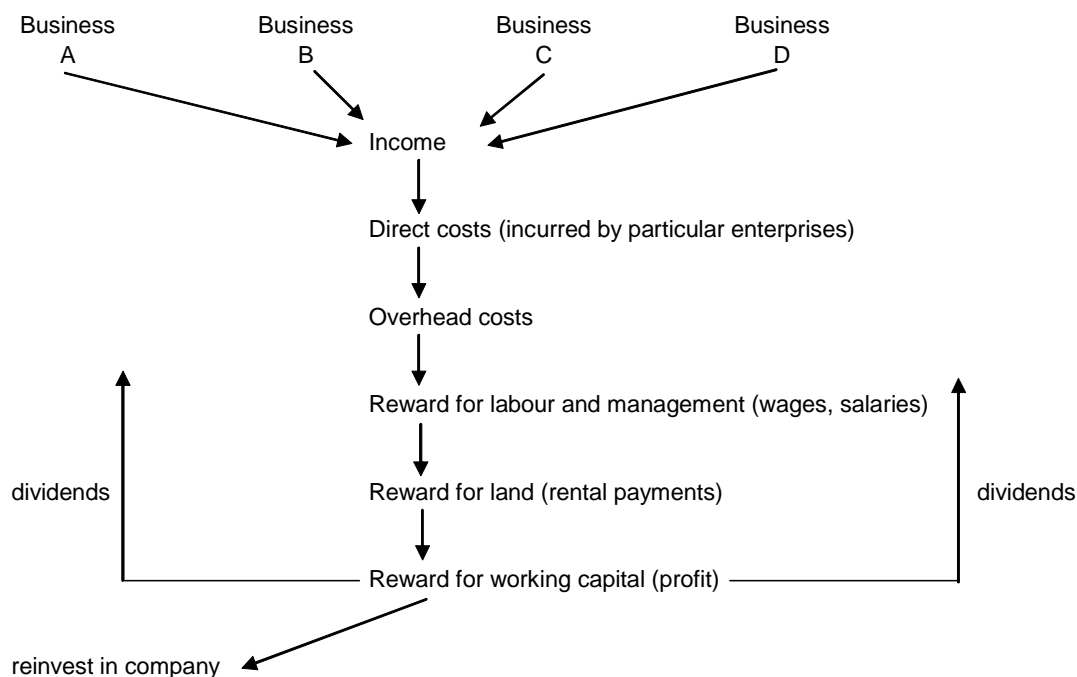 Business Business Business Business
A B C D
Income
Direct costs (incurred by particular enterprises)
Overhead costs
Reward for labour and management (wages, salaries)
dividends Reward for land (rental payments) dividends
Reward for working capital (profit)
reinvest in company